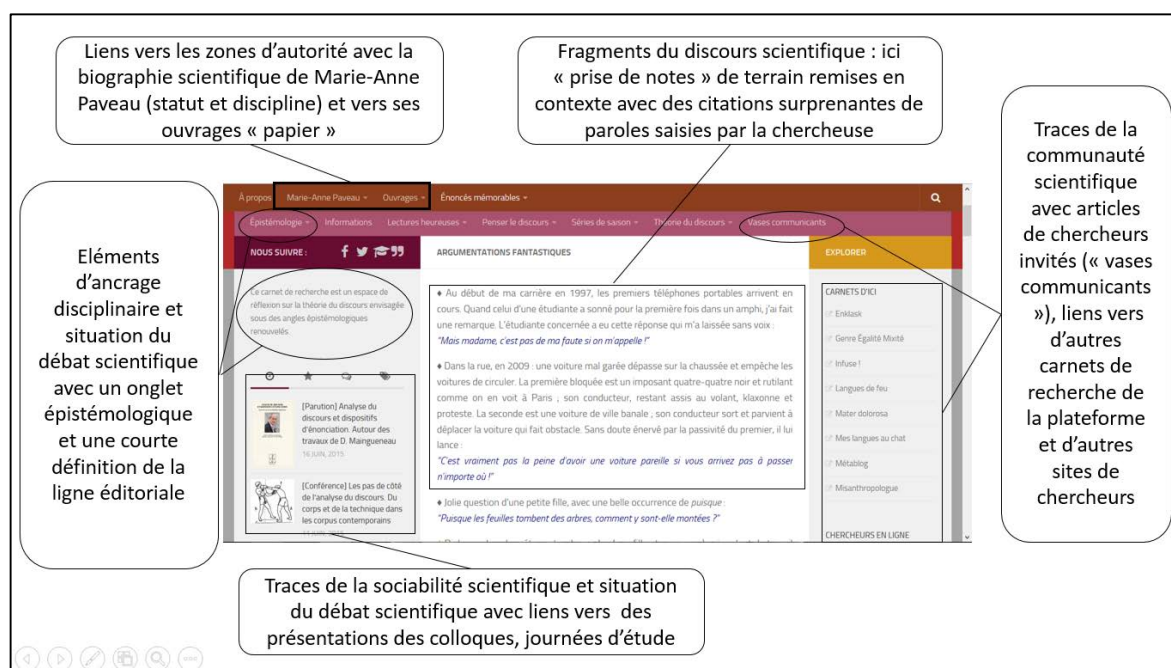 Liens vers les zones d’autorité avec la
biographie scientifique de Marie-Anne
Paveau (statut et discipline) et vers ses
ouvrages « papier »
Fragments du discours scientifique : ici
« prise de notes » de terrain remises en
contexte avec des citations surprenantes de
paroles saisies par la chercheuse
Eléments
d’ancrage
disciplinaire et
situation du
débat scientifique
avec un onglet
épistémologique
et une courte
définition de la
ligne éditoriale
À propos Marie-Anne Paveau Ouvrages Énoncés mémorables
Épistémologie Informations Lectures heureuses Penser le discours Séries de saison Théorie du discours Vases communicants
NOUS SUIVRE :
Ce carnet de recherche est un espace de
réflexion sur la théorie du discours envisagée
sous des angles épistémologiques
renouvelés.
[Parution] Analyse du
discours et dispositifs
d'énonciation. Autour des
travaux de D. Maingueneau
16 JUIN, 2015
[Conférence] Les pas de côté
de l'analyse du discours. Du
corps et de la technique dans
les corpus contemporains
ARGUMENTATIONS FANTASTIQUES
♦ Au début de ma carrière en 1997, les premiers téléphones portables arrivent en
cours. Quand celui d'une étudiante a sonné pour la première fois dans un amphi, j'ai fait
une remarque. L'étudiante concernée a eu cette réponse qui m'a laissée sans voix :
"Mais madame, c'est pas de ma faute si on m'appelle !"
♦ Dans la rue, en 2009 : une voiture mal garée dépasse sur la chaussée et empêche les
voitures de circuler. La première bloquée est un imposant quatre-quatre noir et rutilant
comme on en voit à Paris , son conducteur, restant assis au volant, klaxonne et
proteste. La seconde est une voiture de ville banale , son conducteur sort et parvient à
déplacer la voiture qui fait obstacle. Sans doute énervé par la passivité du premier, il lui
lance :
"C'est vraiment pas la peine d'avoir une voiture pareille si vous arrivez pas à passer
n'importe où !"
♦ Jolie question d'une petite fille, avec une belle occurrence de puisque :
"Puisque les feuilles tombent des arbres, comment y sont-elle montées ?"
EXPLORER
CARNETS D'ICI
Enklask
Genre Égalité Mixité
Infuse !
Langues de feu
Mater dolorosa
Mes langues au chat
Métablog
Misanthropologue
CHERCHEURS EN LIGNE
Traces de la
communauté
scientifique
avec articles
de chercheurs
invités (« vases
communicants
»), liens vers
d’autres
carnets de
recherche de
la plateforme
et d’autres
sites de
chercheurs
Traces de la sociabilité scientifique et situation
du débat scientifique avec liens vers des
présentations des colloques, journées d’étude